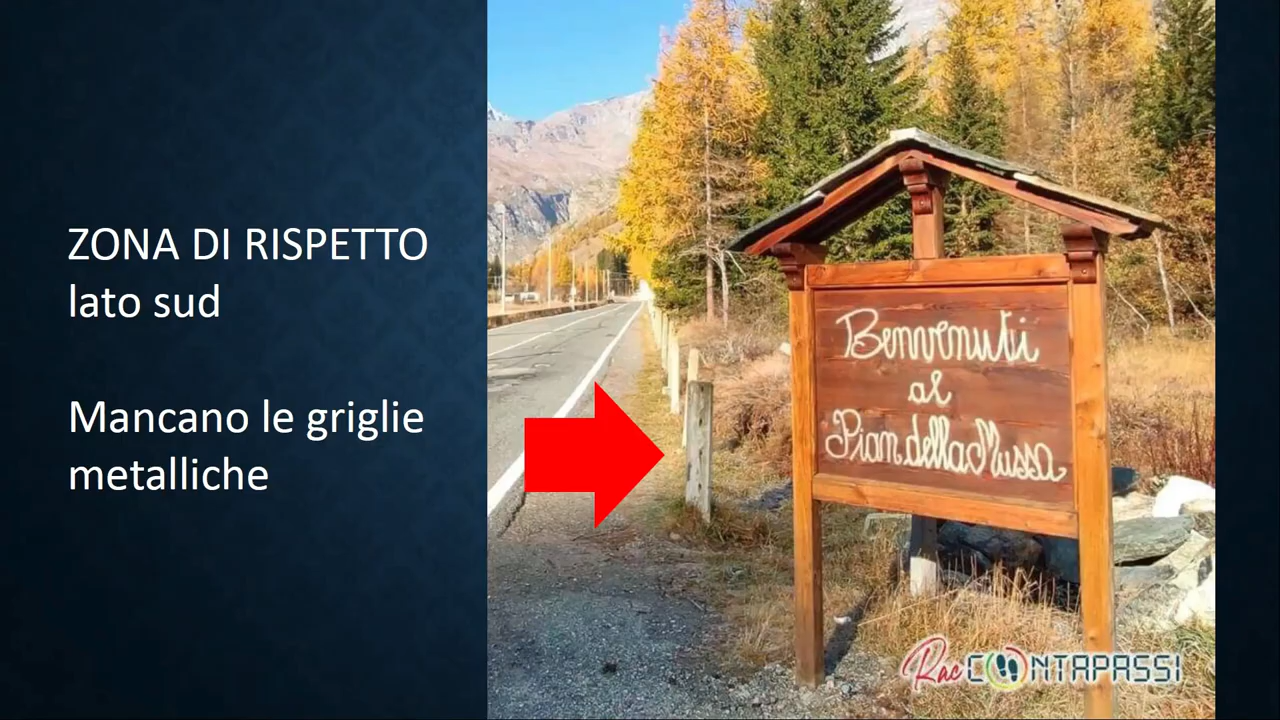 ZONA DI RISPETTO
lato sud
Mancano le griglie
metalliche
Benvenuti
al
Pian della Mussa
RacCONTAPASSI